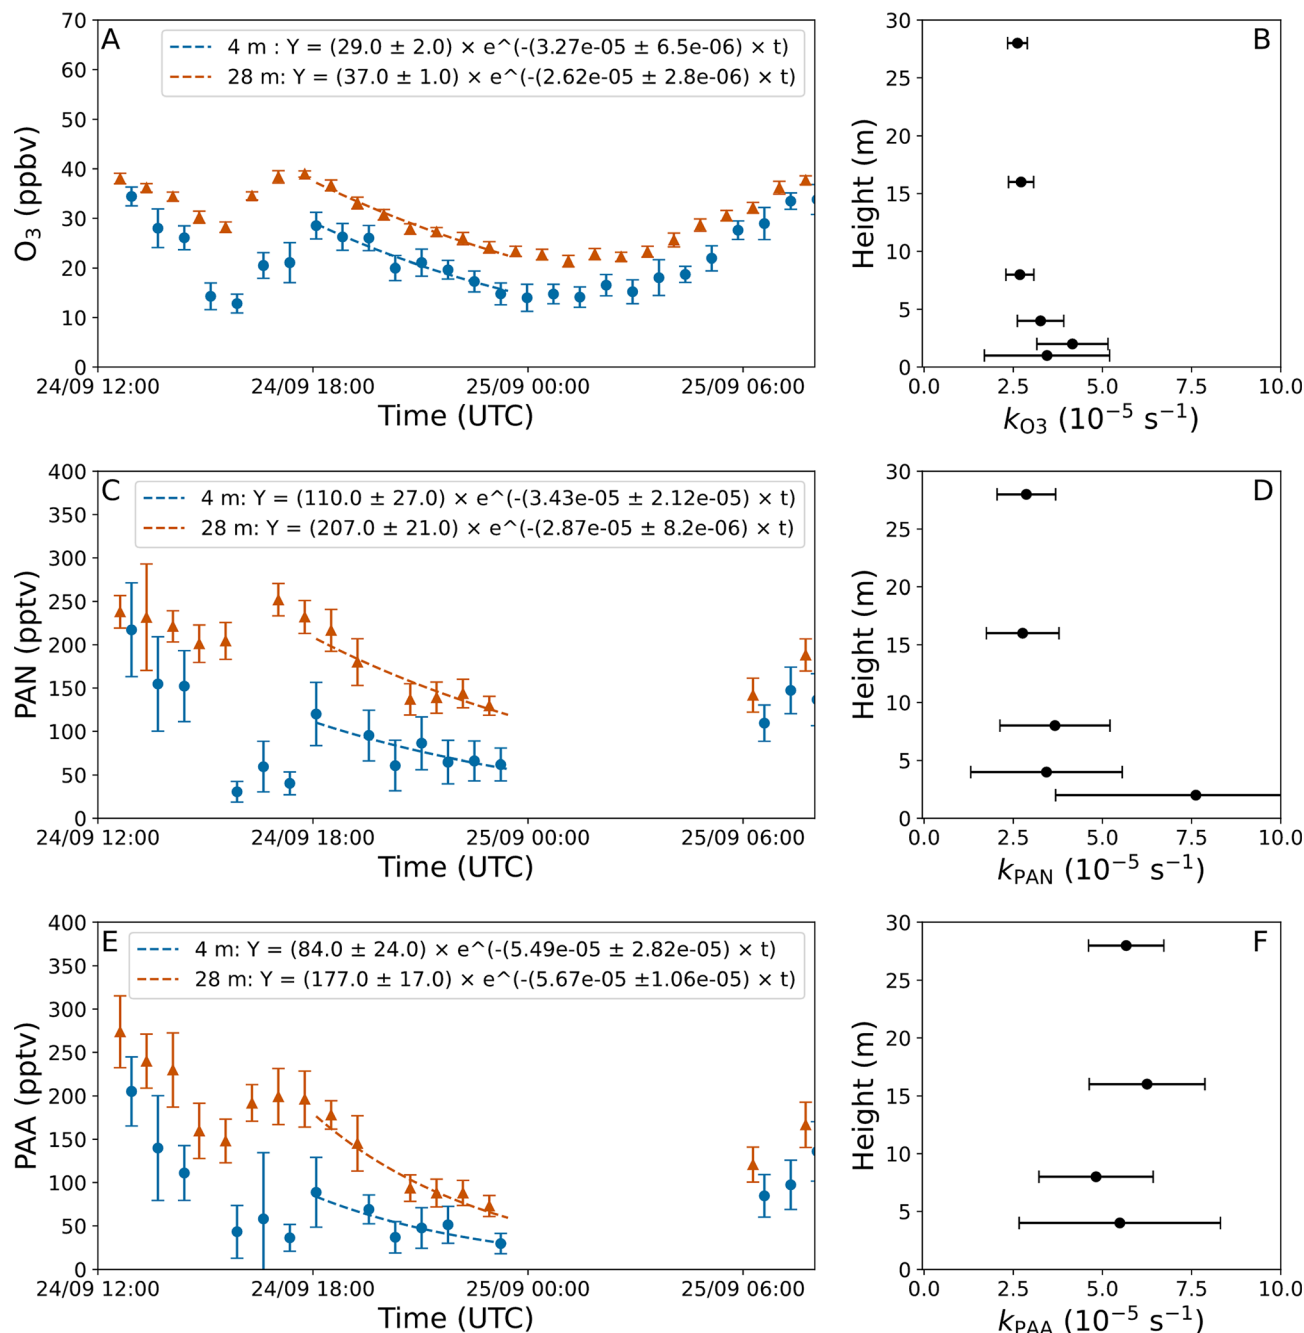 A
4 m : Y = (29.0 ± 2.0) × e^(-(3.27e-05 ± 6.5e-06) × t)
28 m: Y = (37.0 ± 1.0) × e^(-(2.62e-05 ± 2.8e-06) × t)
70
60
50
40
30
20
10
0
O₃ (ppbv)
24/09 12:00 24/09 18:00 25/09 00:00 25/09 06:00
Time (UTC)
B
30
25
20
15
10
5
0
Height (m)
0.0 2.5 5.0 7.5 10.0
k_O3 (10⁻⁵ s⁻¹)
C
4 m: Y = (110.0 ± 27.0) × e^(-(3.43e-05 ± 2.12e-05) × t)
28 m: Y = (207.0 ± 21.0) × e^(-(2.87e-05 ± 8.2e-06) × t)
400
350
300
250
200
150
100
50
0
PAN (pptv)
24/09 12:00 24/09 18:00 25/09 00:00 25/09 06:00
Time (UTC)
D
30
25
20
15
10
5
0
Height (m)
0.0 2.5 5.0 7.5 10.0
k_PAN (10⁻⁵ s⁻¹)
E
4 m: Y = (84.0 ± 24.0) × e^(-(5.49e-05 ± 2.82e-05) × t)
28 m: Y = (177.0 ± 17.0) × e^(-(5.67e-05 ±1.06e-05) × t)
400
350
300
250
200
150
100
50
0
PAA (pptv)
24/09 12:00 24/09 18:00 25/09 00:00 25/09 06:00
Time (UTC)
F
30
25
20
15
10
5
0
Height (m)
0.0 2.5 5.0 7.5 10.0
k_PAA (10⁻⁵ s⁻¹)